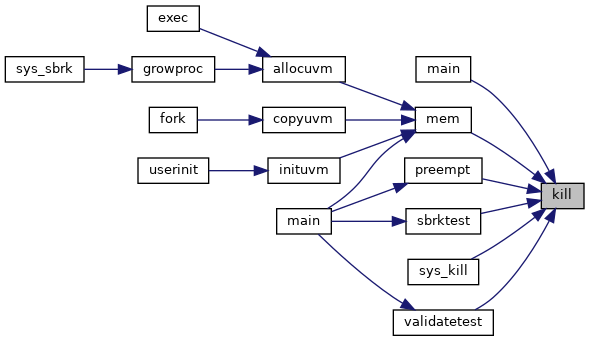 exec
sys_sbrk
growproc
allocuvm
main
fork
copyuvm
mem
userinit
inituvm
preempt
kill
main
sbrktest
sys_kill
validatetest